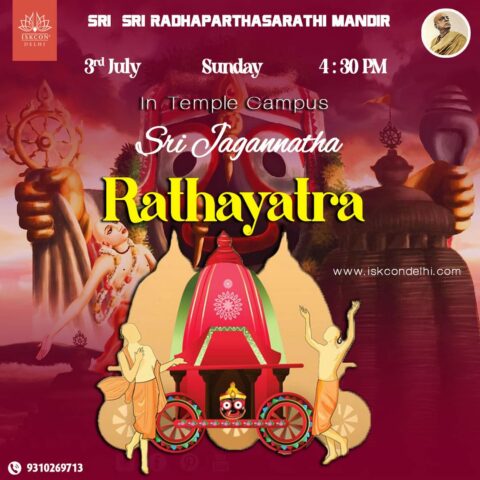 ISKCON
DELHI
SRI SRI RADHAPARTHASARATHI MANDIR
3rd July Sunday 4 : 30 PM
In Temple Campus
Sri Jagannatha
Rathayatra
www.iskcondelhi.com
9310269713